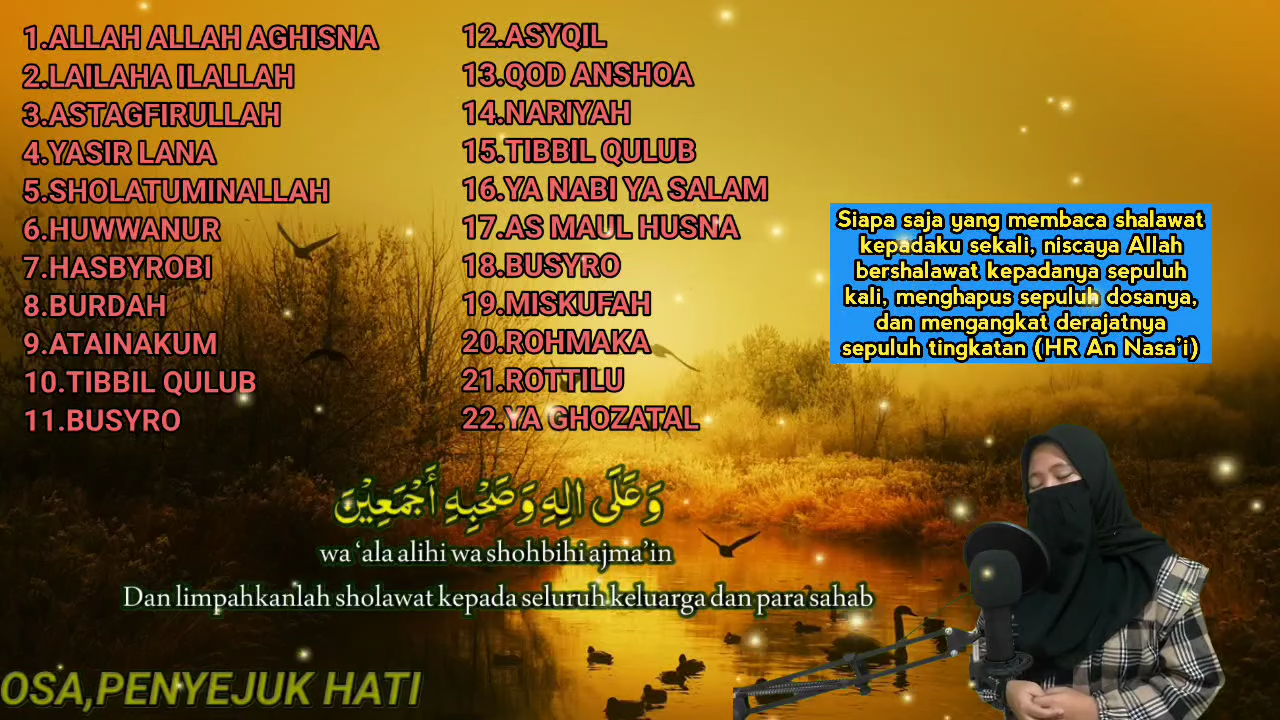 1.ALLAH ALLAH AGHISNA
2.LAILAHA ILALLAH
3.ASTAGFIRULLAH
4.YASIR LANA
5.SHOLATUMINALLAH
6.HUWWANUR
7.HASBYROBI
8.BURDAH
9.ATAINAKUM
10.TIBBIL QULUB
11.BUSYRO
12.ASYQIL
13.QOD ANSHOA
14.NARIYAH
15.TIBBIL QULUB
16.YA NABI YA SALAM
17.AS MAUL HUSNA
18.BUSYRO
19.MISKUFAH
20.ROHMAKA
21.ROTTILU
22.YA GHOZATAL
Siapa saja yang membaca shalawat
kepadaku sekali, niscaya Allah
bershalawat kepadanya sepuluh
kali, menghapus sepuluh dosanya,
dan mengangkat derajatnya
sepuluh tingkatan (HR An Nasa'i)
وَعَلَى الِهِ وَصَحْبِهِ أَجْمَعِيْنَ
wa 'ala alihi wa shohbihi ajma'in
Dan limpahkanlah sholawat kepada seluruh keluarga dan para sahab
OSA,PENYEJUK HATI